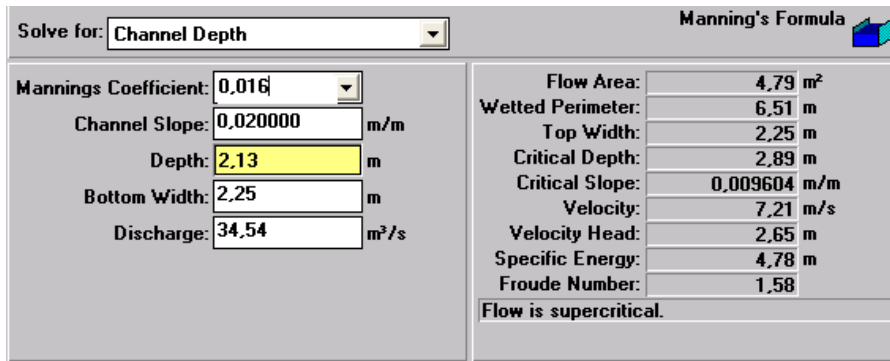 Solve for: Channel Depth
Manning's Formula
Mannings Coefficient: 0,016
Channel Slope: 0,020000 m/m
Depth: 2,13 m
Bottom Width: 2,25 m
Discharge: 34,54 m³/s
Flow Area: 4,79 m²
Wetted Perimeter: 6,51 m
Top Width: 2,25 m
Critical Depth: 2,89 m
Critical Slope: 0,009604 m/m
Velocity: 7,21 m/s
Velocity Head: 2,65 m
Specific Energy: 4,78 m
Froude Number: 1,58
Flow is supercritical.